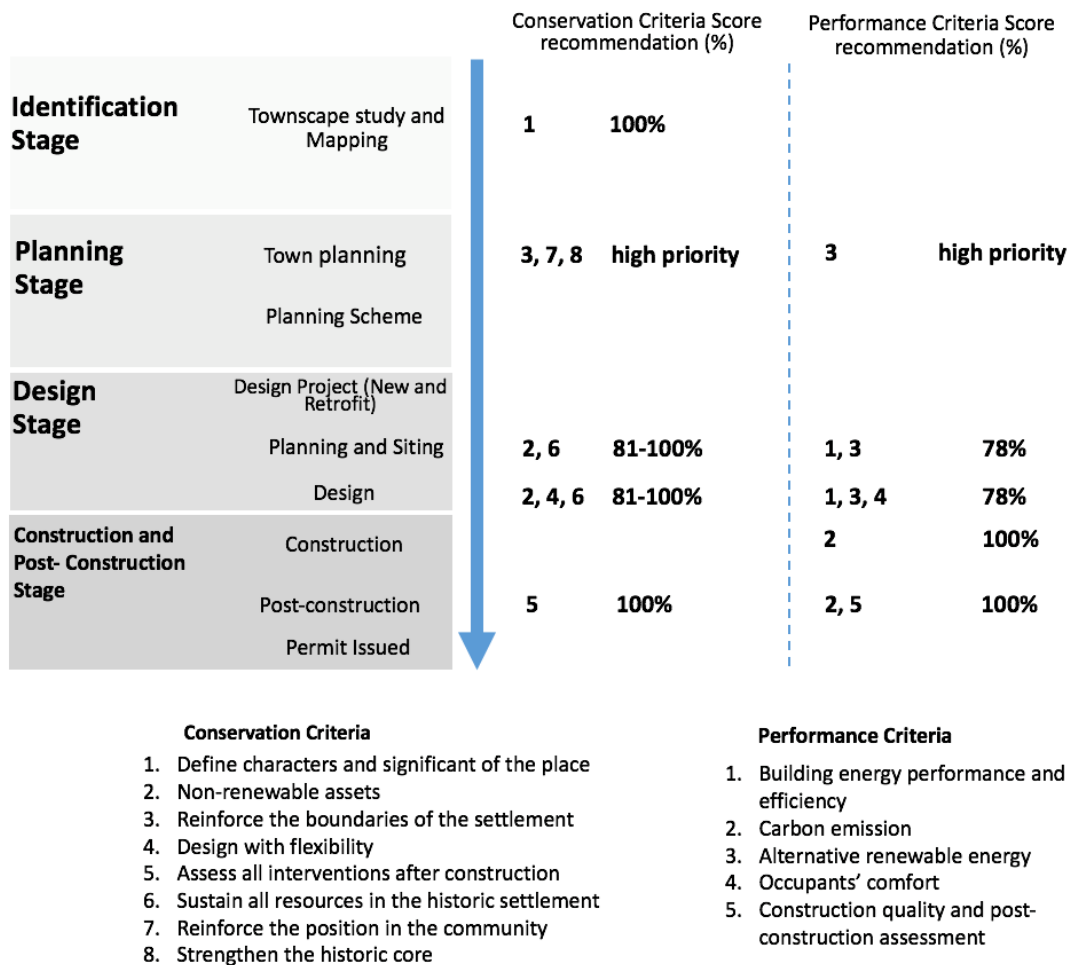 Conservation Criteria Score
recommendation (%)
Performance Criteria Score
recommendation (%)
Identification
Stage
Townscape study and
Mapping
1 100%
Planning
Stage
Town planning
3, 7, 8 high priority
3 high priority
Planning Scheme
Design
Stage
Design Project (New and
Retrofit)
Planning and Siting
2, 6 81-100%
1, 3 78%
Design
2, 4, 6 81-100%
1, 3, 4 78%
Construction and
Post- Construction
Stage
Construction
2 100%
Post-construction
5 100%
2, 5 100%
Permit Issued
Conservation Criteria
1. Define characters and significant of the place
2. Non-renewable assets
3. Reinforce the boundaries of the settlement
4. Design with flexibility
5. Assess all interventions after construction
6. Sustain all resources in the historic settlement
7. Reinforce the position in the community
8. Strengthen the historic core
Performance Criteria
1. Building energy performance and
efficiency
2. Carbon emission
3. Alternative renewable energy
4. Occupants’ comfort
5. Construction quality and post-
construction assessment